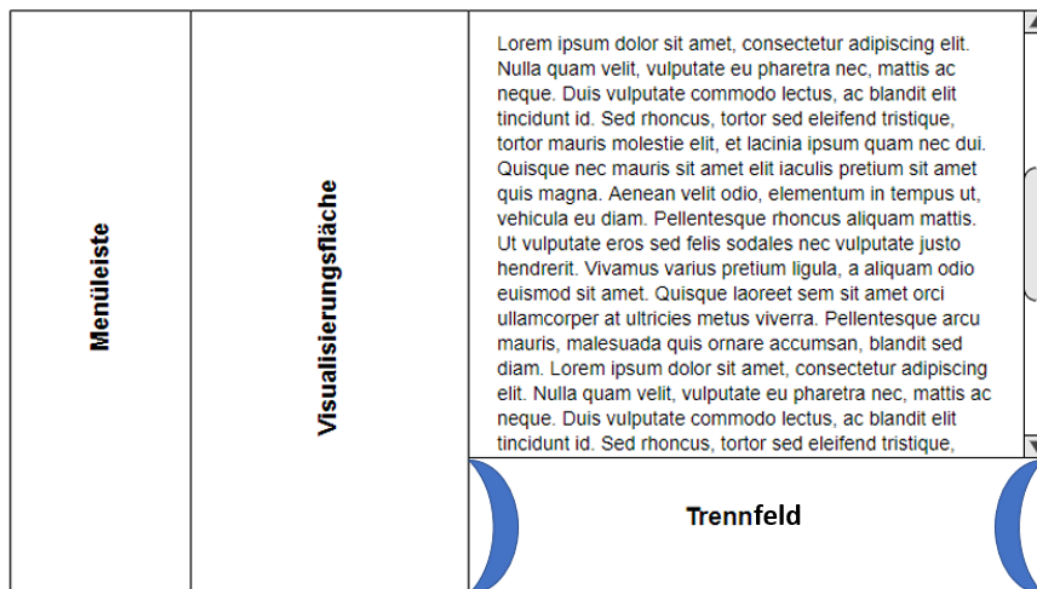 Menüleiste
Visualisierungsfläche
Lorem ipsum dolor sit amet, consectetur adipiscing elit.
Nulla quam velit, vulputate eu pharetra nec, mattis ac
neque. Duis vulputate commodo lectus, ac blandit elit
tincidunt id. Sed rhoncus, tortor sed eleifend tristique,
tortor mauris molestie elit, et lacinia ipsum quam nec dui.
Quisque nec mauris sit amet elit iaculis pretium sit amet
quis magna. Aenean velit odio, elementum in tempus ut,
vehicula eu diam. Pellentesque rhoncus aliquam mattis.
Ut vulputate eros sed felis sodales nec vulputate justo
hendrerit. Vivamus varius pretium ligula, a aliquam odio
euismod sit amet. Quisque laoreet sem sit amet orci
ullamcorper at ultricies metus viverra. Pellentesque arcu
mauris, malesuada quis ornare accumsan, blandit sed
diam. Lorem ipsum dolor sit amet, consectetur adipiscing
elit. Nulla quam velit, vulputate eu pharetra nec, mattis ac
neque. Duis vulputate commodo lectus, ac blandit elit
tincidunt id. Sed rhoncus, tortor sed eleifend tristique,
Trennfeld